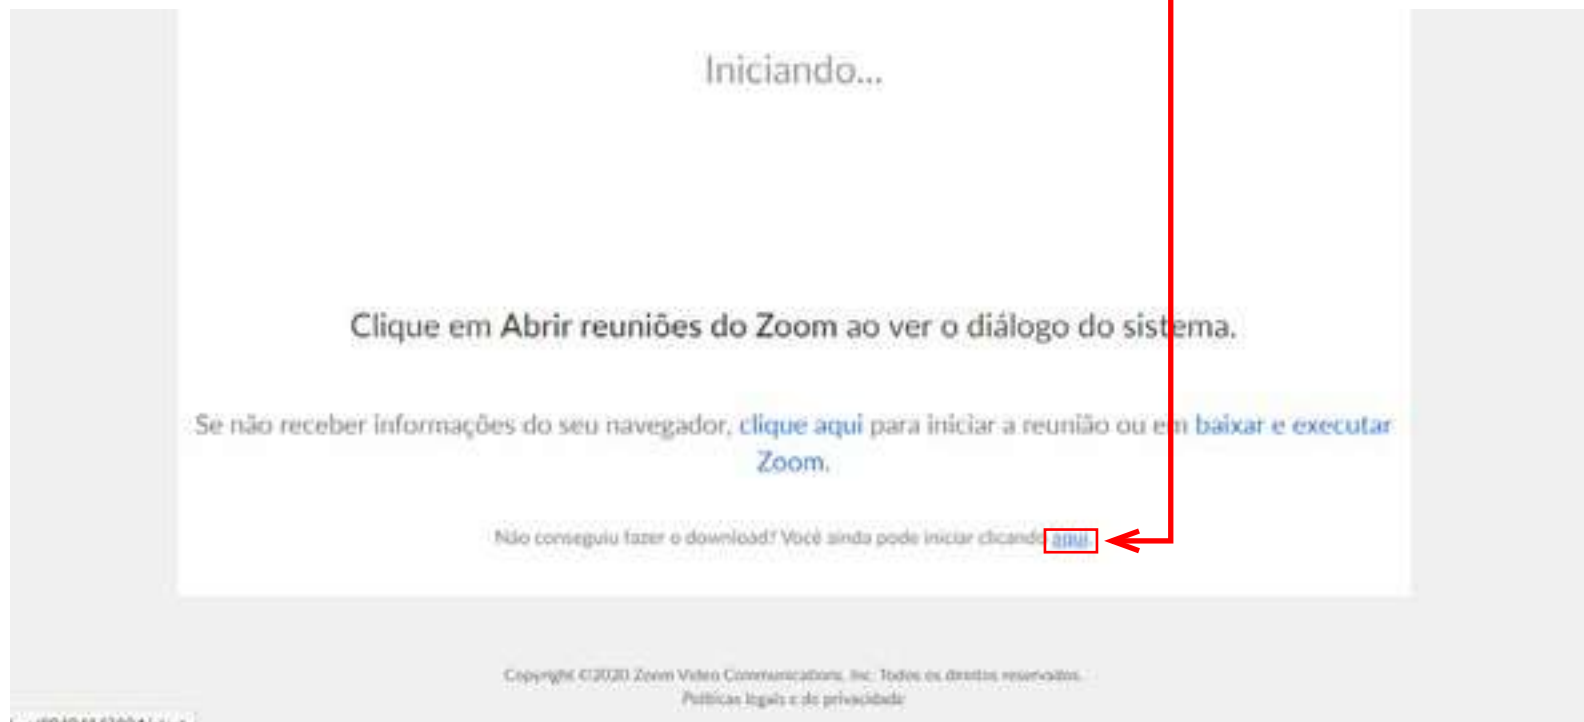 Iniciando...
Clique em Abrir reuniões do Zoom ao ver o diálogo do sistema.
Se não receber informações do seu navegador, clique aqui para iniciar a reunião ou em baixar e executar
Zoom.
Não conseguiu fazer o download? Você ainda pode iniciar clicando aqui.
Copyright ©2020 Zoom Video Communications, Inc. Todos os direitos reservados.
Políticas legais e de privacidade